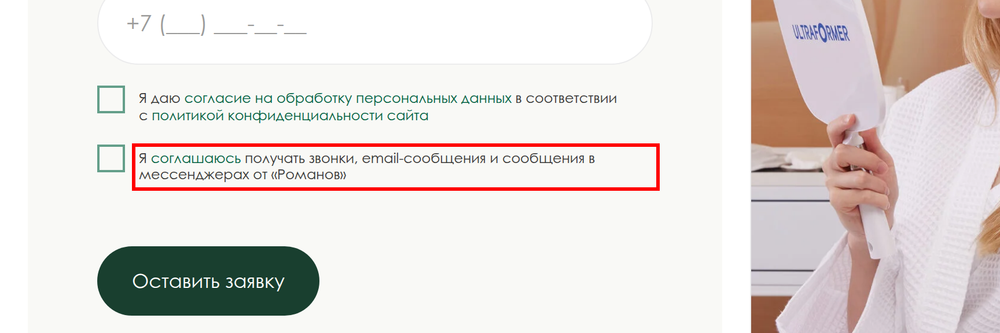 +7 (___) ___-__-__
ULTRAFORMER
Я даю согласие на обработку персональных данных в соответствии
с политикой конфиденциальности сайта
Я соглашаюсь получать звонки, email-сообщения и сообщения в
мессенджерах от «Романов»
Оставить заявку